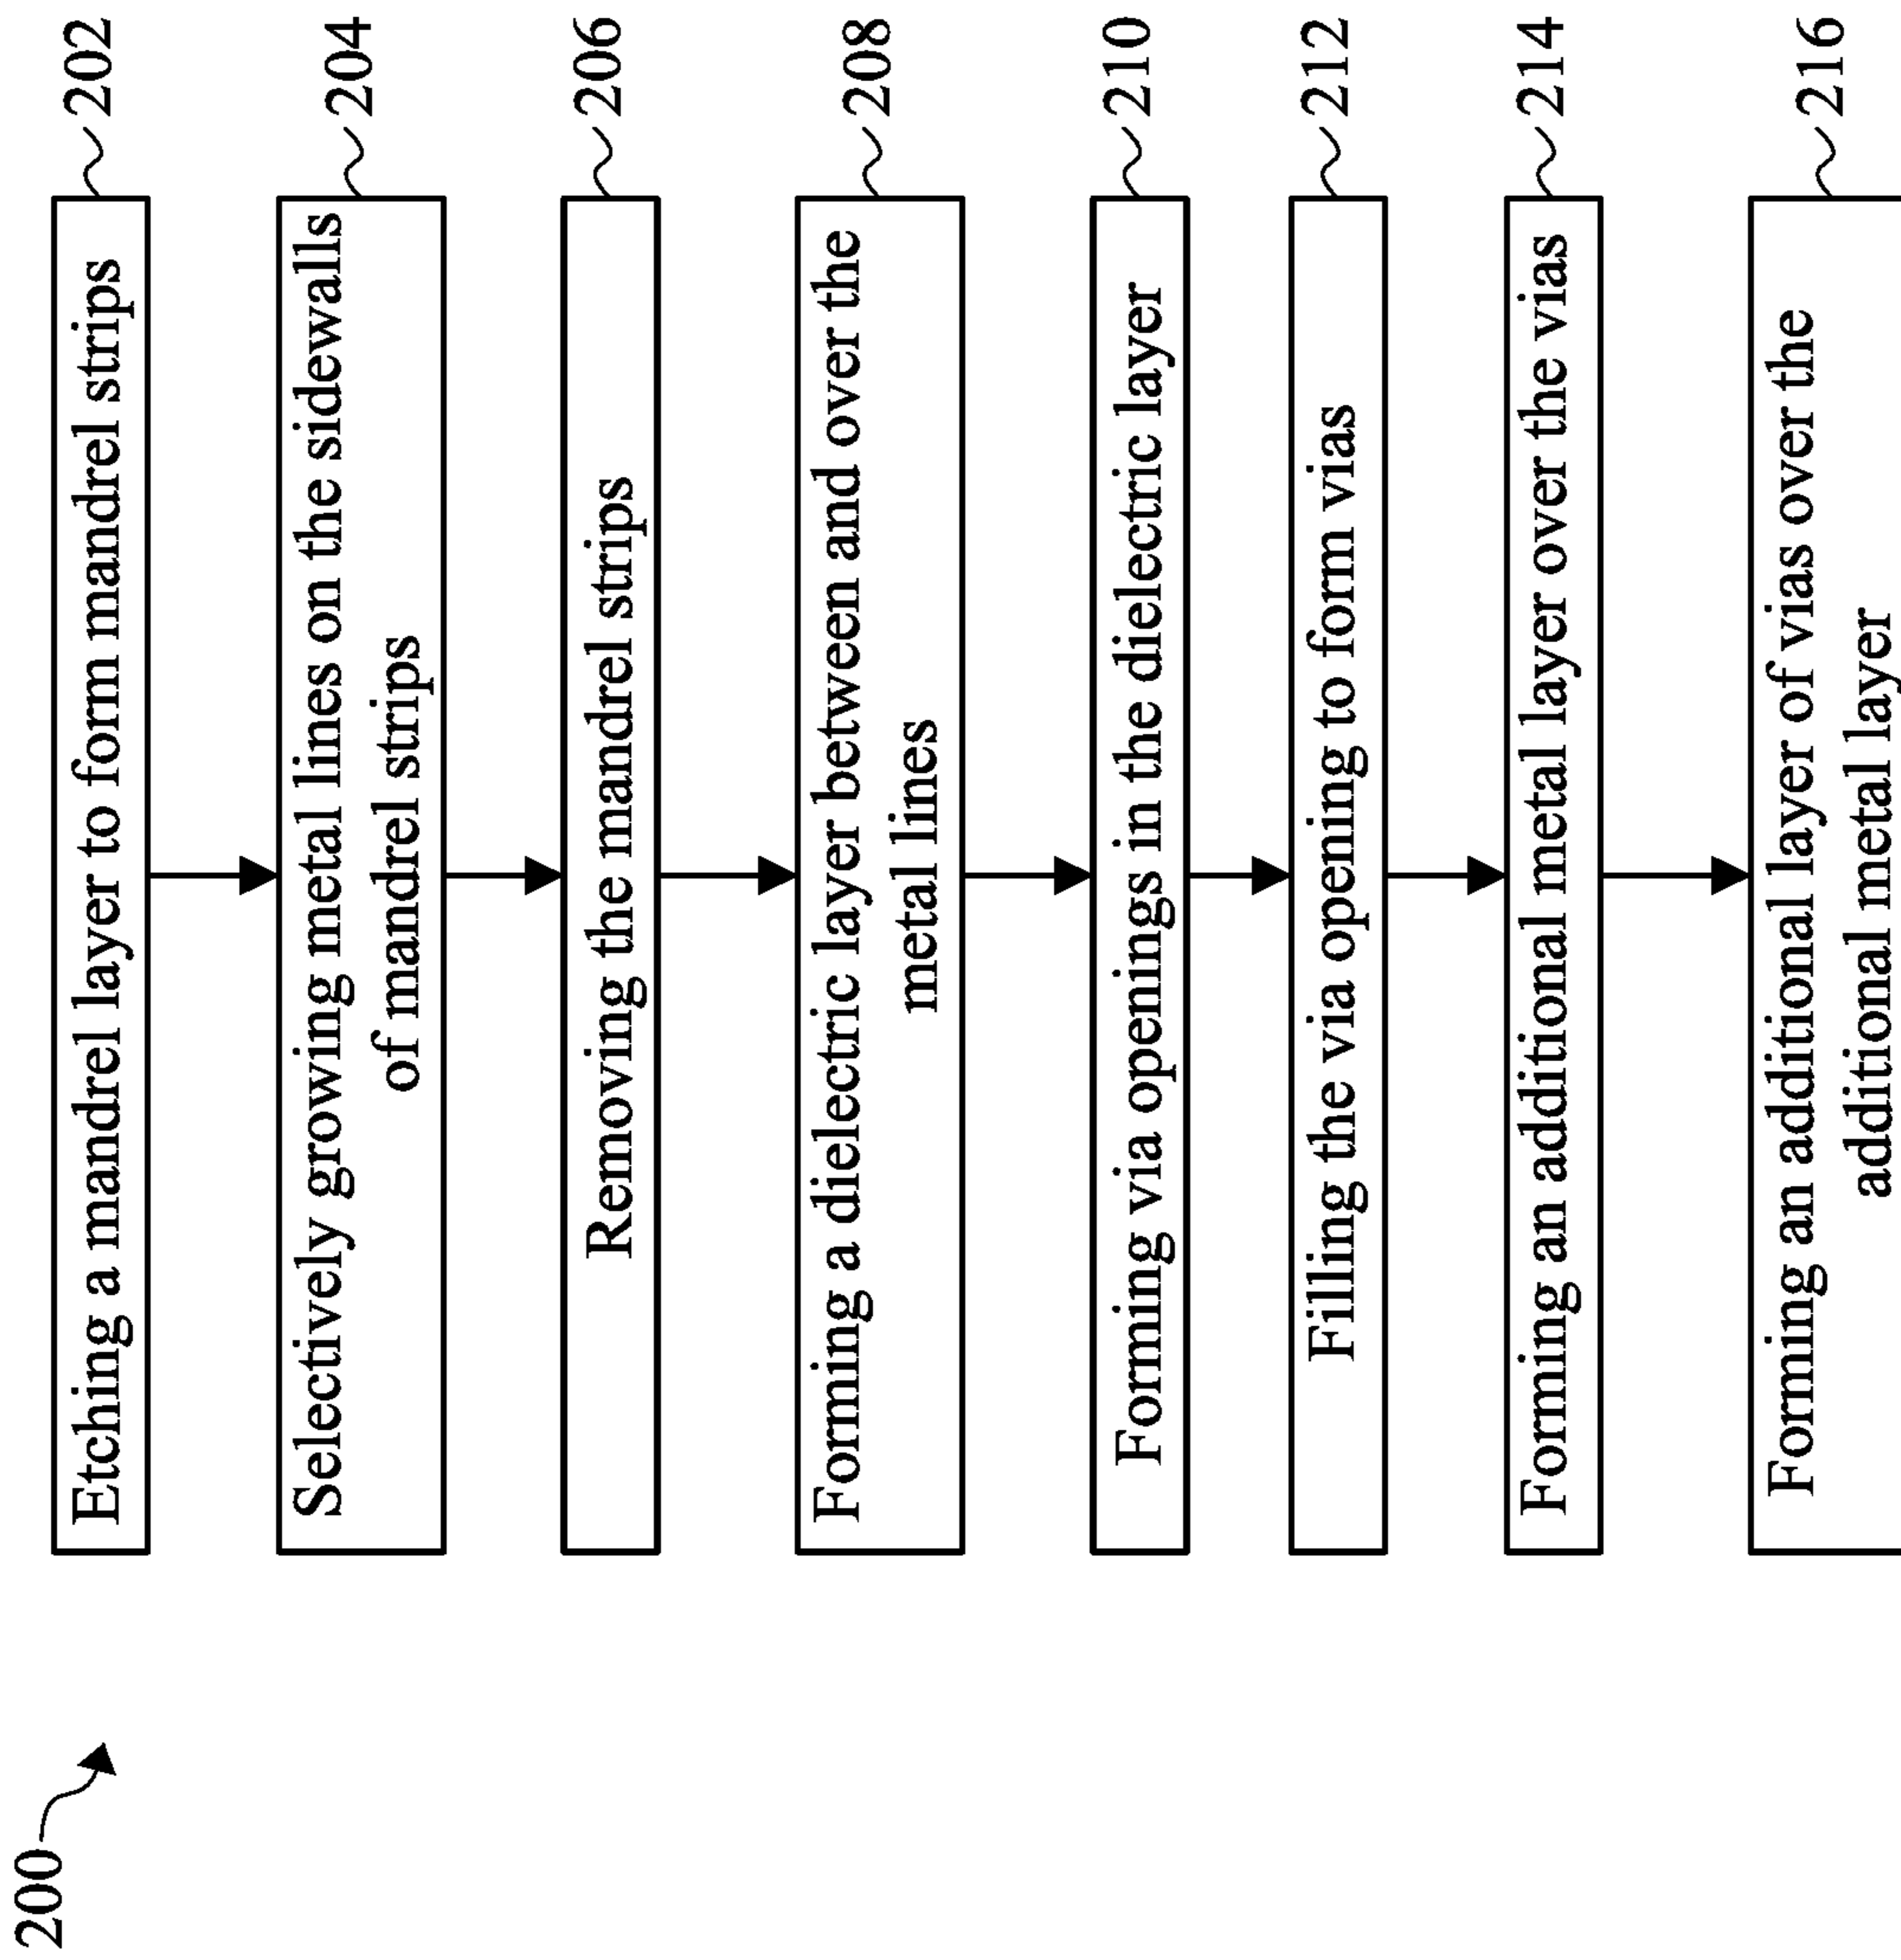 200
Etching a mandrel layer to form mandrel strips
202
Selectively growing metal lines on the sidewalls
of mandrel strips
204
Removing the mandrel strips
206
Forming a dielectric layer between and over the
metal lines
208
Forming via openings in the dielectric layer
210
Filling the via opening to form vias
212
Forming an additional metal layer over the vias
214
Forming an additional layer of vias over the
additional metal layer
216